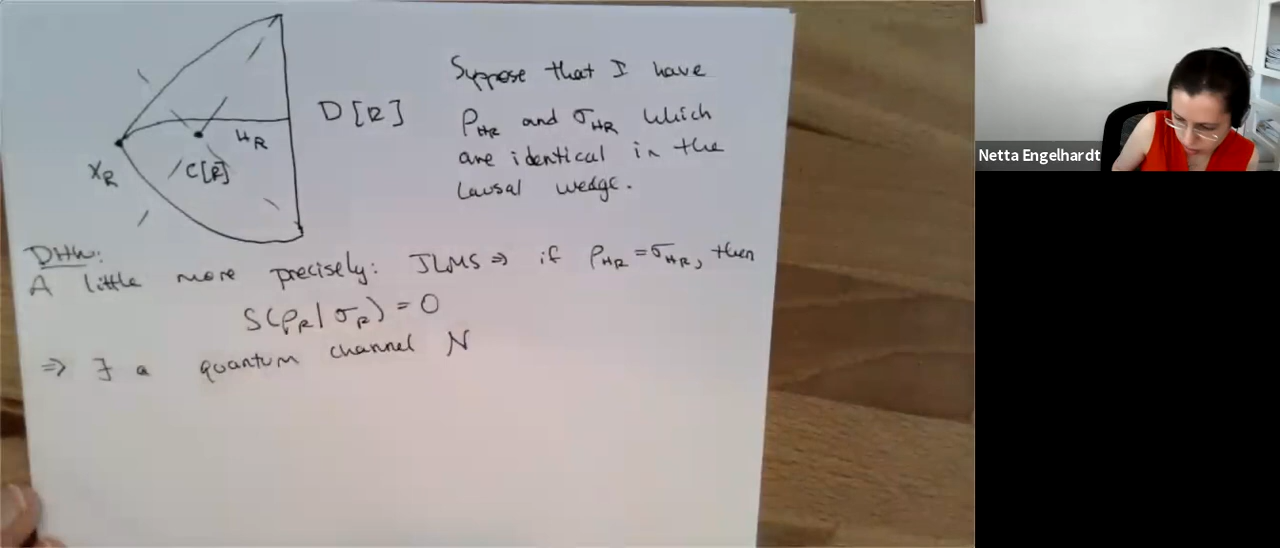 D[R]
X_R
H_R
C[R]
Suppose that I have
ρ_HR and σ_HR which
are identical in the
causal wedge.
DHW:
A little more precisely: JLMS ⇒ if ρ_HR = σ_HR, then
S(ρ_R | σ_R) = 0
⇒ ∃ a quantum channel N
Netta Engelhardt